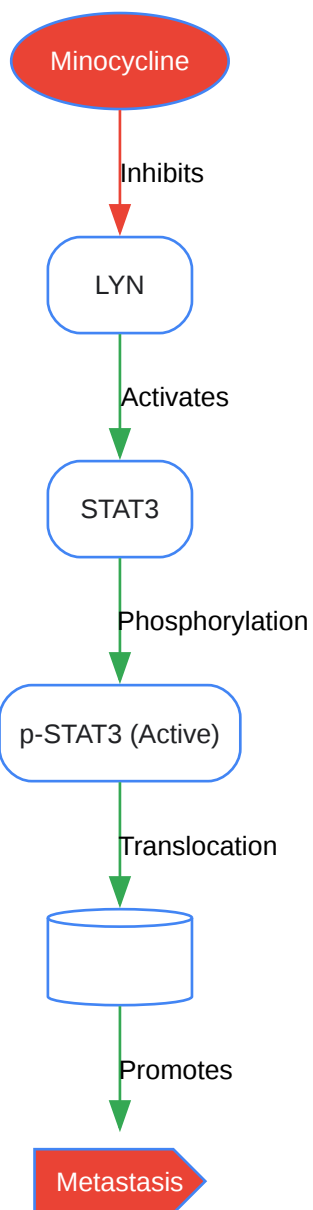 Minocycline
Inhibits
LYN
Activates
STAT3
Phosphorylation
p-STAT3 (Active)
Translocation
Promotes
Metastasis